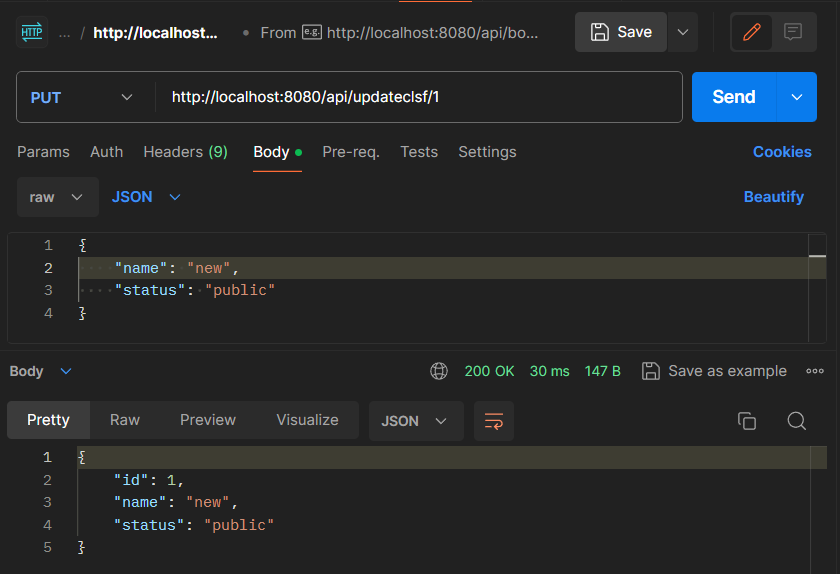 HTTP ... / http://localhost... From e.g. http://localhost:8080/api/bo... Save
PUT http://localhost:8080/api/updateclsf/1 Send
Params Auth Headers (9) Body Pre-req. Tests Settings Cookies
raw JSON Beautify
1 {
2 "name": "new",
3 "status": "public"
4 }
Body 200 OK 30 ms 147 B Save as example
Pretty Raw Preview Visualize JSON
1 {
2 "id": 1,
3 "name": "new",
4 "status": "public"
5 }